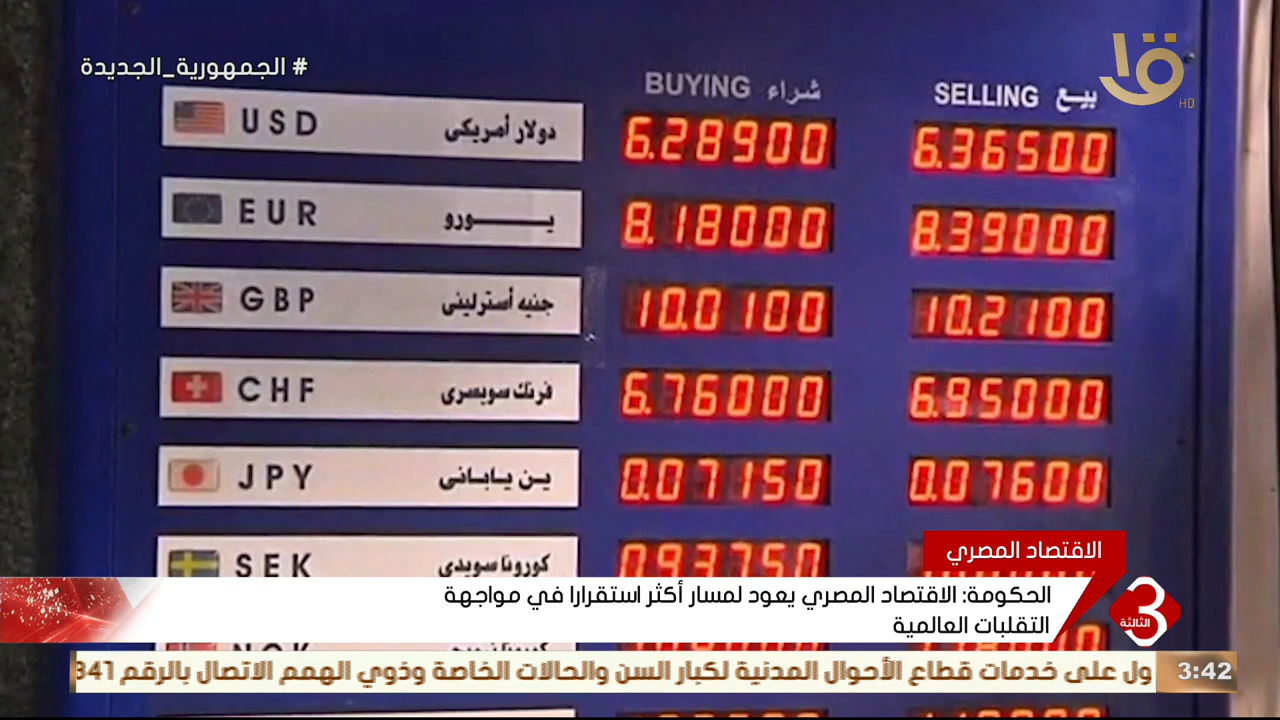 # الجمهورية_الجديدة
HD
BUYING شراء
SELLING بيع
USD دولار أمريكى 6.28900 6.36500
EUR يـــورو 8.18000 8.39000
GBP جنيه أسترلينى 10.0100 10.2100
CHF فرنك سويسرى 6.76000 6.95000
JPY ين يابانى 0.07150 0.07600
SEK كورونا سويدى 0.93750
الاقتصاد المصري
الحكومة: الاقتصاد المصري يعود لمسار أكثر استقرارا في مواجهة
التقلبات العالمية
3 الثالثة
ول على خدمات قطاع الأحوال المدنية لكبار السن والحالات الخاصة وذوي الهمم الاتصال بالرقم
3:42